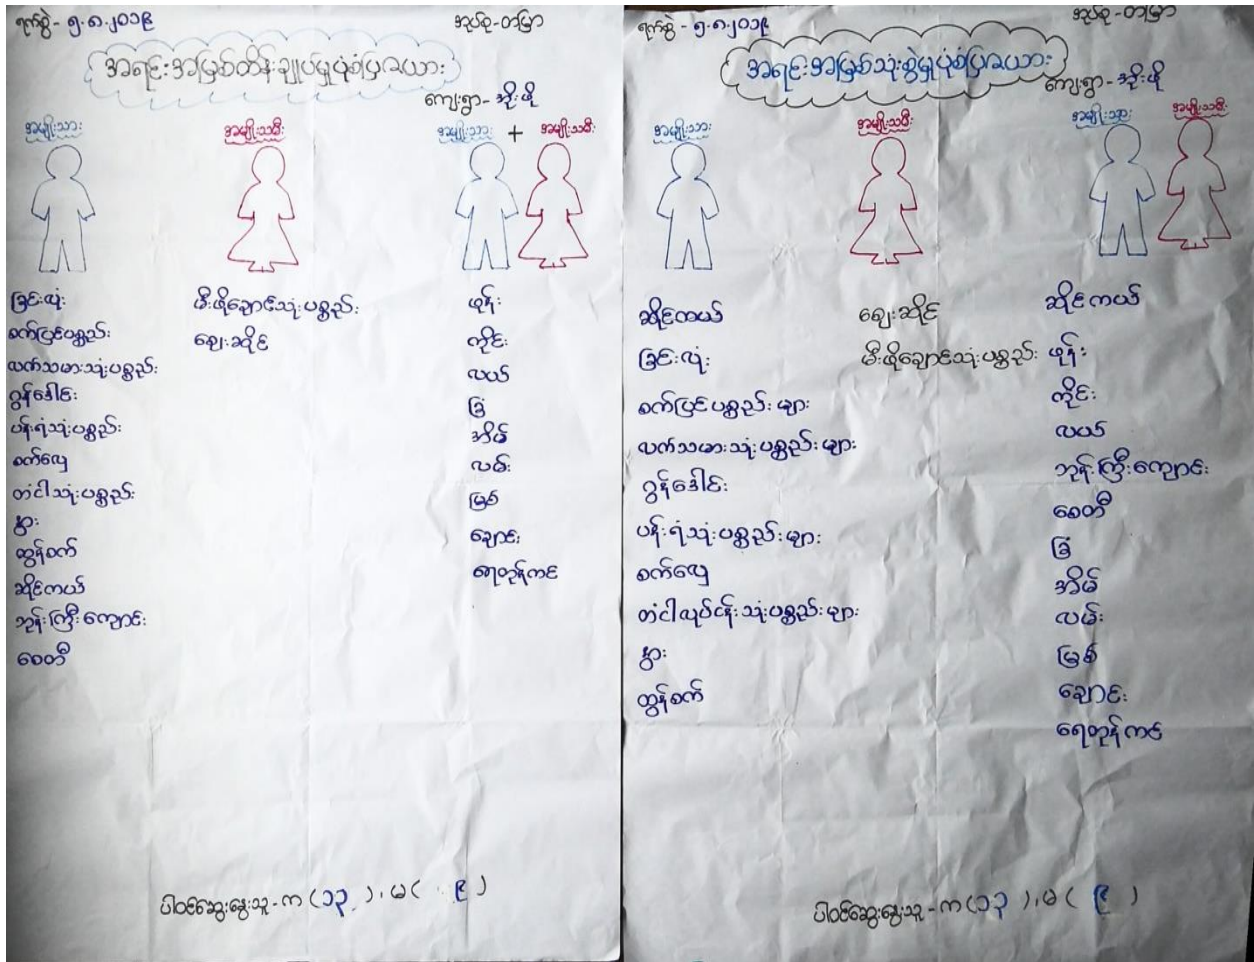 ရက်စွဲ - ၅.၈.၂၀၁၉
အုပ်စု - တမြာ
အရင်းအမြစ်ထိန်းချုပ်မှုပုံစံပြဇယား
ကျေးရွာ - အိုးဖို
အမျိုးသား
အမျိုးသမီး
အမျိုးသား + အမျိုးသမီး
ခြင်းလုံး
စက်ပြင်ပစ္စည်း
လက်သမားသုံးပစ္စည်း
ဂွန်ဒေါင်း
ပန်းရံသုံးပစ္စည်း
စက်လှေ
တံငါသုံးပစ္စည်း
နွား
ထွန်စက်
ဆိုင်ကယ်
ဘုန်းကြီးကျောင်း
စေတီ
မီးဖိုချောင်သုံးပစ္စည်း
ဈေးဆိုင်
ဖုန်း
ကိုင်း
လယ်
ခြံ
အိမ်
လမ်း
မြစ်
ချောင်း
ရေတုန်ကင်
ပါဝင်ဆွေးနွေးသူ - က (၁၃)၊ မ (၉)
ရက်စွဲ - ၅.၈.၂၀၁၉
အုပ်စု - တမြာ
အရင်းအမြစ်သုံးစွဲမှုပုံစံပြဇယား
ကျေးရွာ - အိုးဖို
အမျိုးသား
အမျိုးသမီး
အမျိုးသား
အမျိုးသမီး
ဆိုင်ကယ်
ခြင်းလုံး
စက်ပြင်ပစ္စည်းများ
လက်သမားသုံးပစ္စည်းများ
ဂွန်ဒေါင်း
ပန်းရံသုံးပစ္စည်းများ
စက်လှေ
တံငါလုပ်ငန်းသုံးပစ္စည်းများ
နွား
ထွန်စက်
ဈေးဆိုင်
မီးဖိုချောင်သုံးပစ္စည်း
ဆိုင်ကယ်
ဖုန်း
ကိုင်း
လယ်
ဘုန်းကြီးကျောင်း
စေတီ
ခြံ
အိမ်
လမ်း
မြစ်
ချောင်း
ရေတုန်ကင်
ပါဝင်ဆွေးနွေးသူ - က (၁၃)၊ မ (၉)